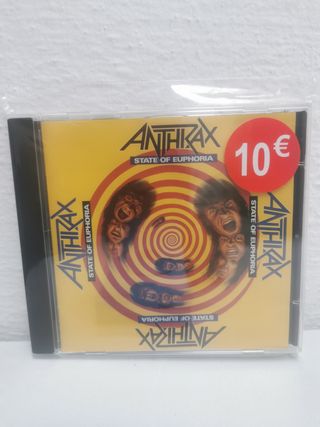 ANTHRAX
STATE OF EUPHORIA
10€
ANTHRAX
STATE OF EUPHORIA
STATE OF EUPHORIA
ANTHRAX
STATE OF EUPHORIA
ANTHRAX